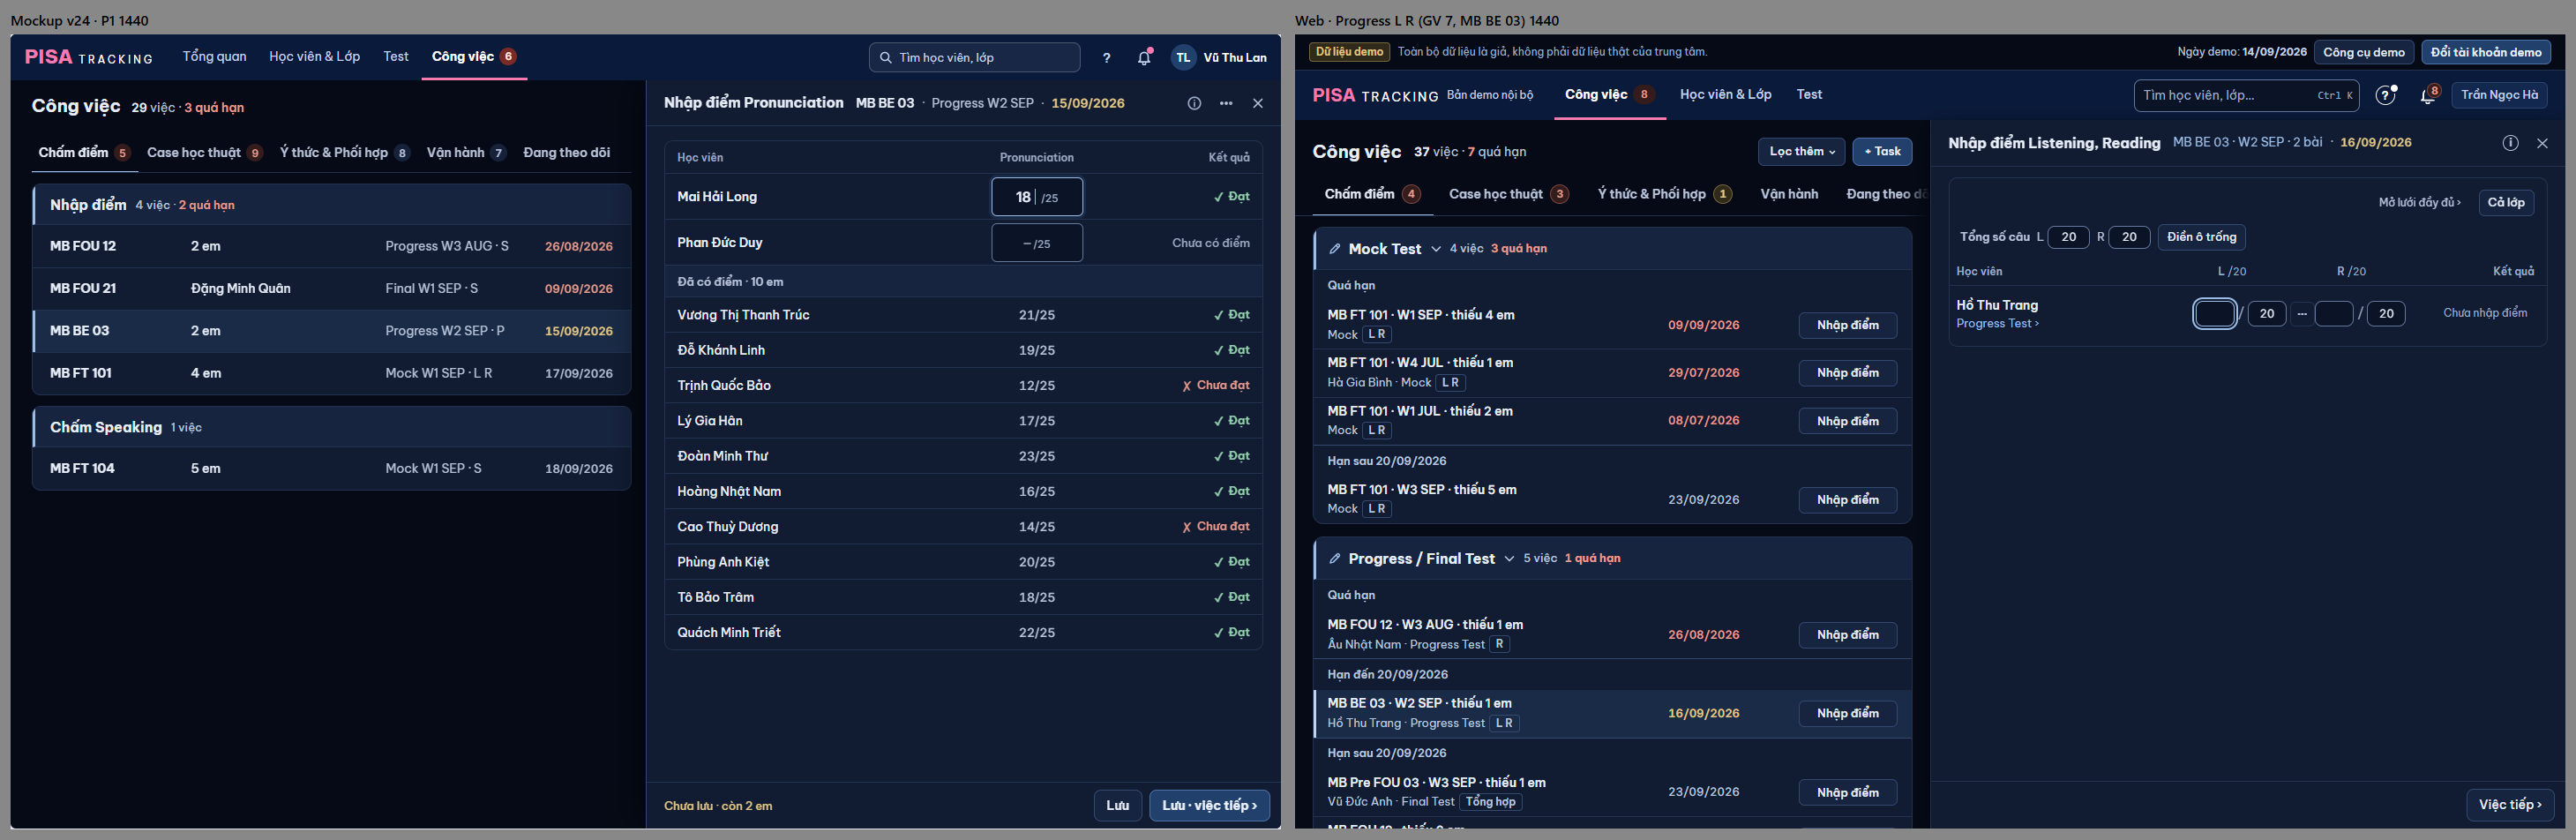 Mockup v24 · P1 1440
PISA TRACKING Tổng quan Học viên & Lớp Test Công việc 6 Tìm học viên, lớp ? TL Vũ Thu Lan
Công việc 29 việc · 3 quá hạn
Chấm điểm 5 Case học thuật 9 Ý thức & Phối hợp 8 Vận hành 7 Đang theo dõi
Nhập điểm 4 việc · 2 quá hạn
MB FOU 12 2 em Progress W3 AUG · S 26/08/2026
MB FOU 21 Đặng Minh Quân Final W1 SEP · S 09/09/2026
MB BE 03 2 em Progress W2 SEP · P 15/09/2026
MB FT 101 4 em Mock W1 SEP · L R 17/09/2026
Chấm Speaking 1 việc
MB FT 104 5 em Mock W1 SEP · S 18/09/2026
Nhập điểm Pronunciation MB BE 03 · Progress W2 SEP · 15/09/2026
Học viên Pronunciation Kết quả
Mai Hải Long 18 /25 ✓ Đạt
Phan Đức Duy – /25 Chưa có điểm
Đã có điểm · 10 em
Vương Thị Thanh Trúc 21/25 ✓ Đạt
Đỗ Khánh Linh 19/25 ✓ Đạt
Trịnh Quốc Bảo 12/25 ✗ Chưa đạt
Lý Gia Hân 17/25 ✓ Đạt
Đoàn Minh Thư 23/25 ✓ Đạt
Hoàng Nhật Nam 16/25 ✓ Đạt
Cao Thuỳ Dương 14/25 ✗ Chưa đạt
Phùng Anh Kiệt 20/25 ✓ Đạt
Tô Bảo Trâm 18/25 ✓ Đạt
Quách Minh Triết 22/25 ✓ Đạt
Chưa lưu · còn 2 em Lưu Lưu · việc tiếp ›
Web · Progress L R (GV 7, MB BE 03) 1440
Dữ liệu demo Toàn bộ dữ liệu là giả, không phải dữ liệu thật của trung tâm. Ngày demo: 14/09/2026 Công cụ demo Đổi tài khoản demo
PISA TRACKING Bản demo nội bộ Công việc 8 Học viên & Lớp Test Tìm học viên, lớp... Ctrl K ? 8 Trần Ngọc Hà
Công việc 37 việc · 7 quá hạn Lọc thêm + Task
Chấm điểm 4 Case học thuật 3 Ý thức & Phối hợp 1 Vận hành Đang theo dõ
Mock Test 4 việc 3 quá hạn
Quá hạn
MB FT 101 · W1 SEP · thiếu 4 em
Mock L R 09/09/2026 Nhập điểm
MB FT 101 · W4 JUL · thiếu 1 em
Hà Gia Bình · Mock L R 29/07/2026 Nhập điểm
MB FT 101 · W1 JUL · thiếu 2 em
Mock L R 08/07/2026 Nhập điểm
Hạn sau 20/09/2026
MB FT 101 · W3 SEP · thiếu 5 em
Mock L R 23/09/2026 Nhập điểm
Progress / Final Test 5 việc 1 quá hạn
Quá hạn
MB FOU 12 · W3 AUG · thiếu 1 em
Âu Nhật Nam · Progress Test R 26/08/2026 Nhập điểm
Hạn đến 20/09/2026
MB BE 03 · W2 SEP · thiếu 1 em
Hồ Thu Trang · Progress Test L R 16/09/2026 Nhập điểm
Hạn sau 20/09/2026
MB Pre FOU 03 · W3 SEP · thiếu 1 em
Vũ Đức Anh · Final Test Tổng hợp 23/09/2026 Nhập điểm
Nhập điểm Listening, Reading MB BE 03 · W2 SEP · 2 bài · 16/09/2026
Mở lưới đầy đủ › Cả lớp
Tổng số câu L 20 R 20 Điền ô trống
Học viên L /20 R /20 Kết quả
Hồ Thu Trang / 20 / 20 Chưa nhập điểm
Progress Test ›
Việc tiếp ›